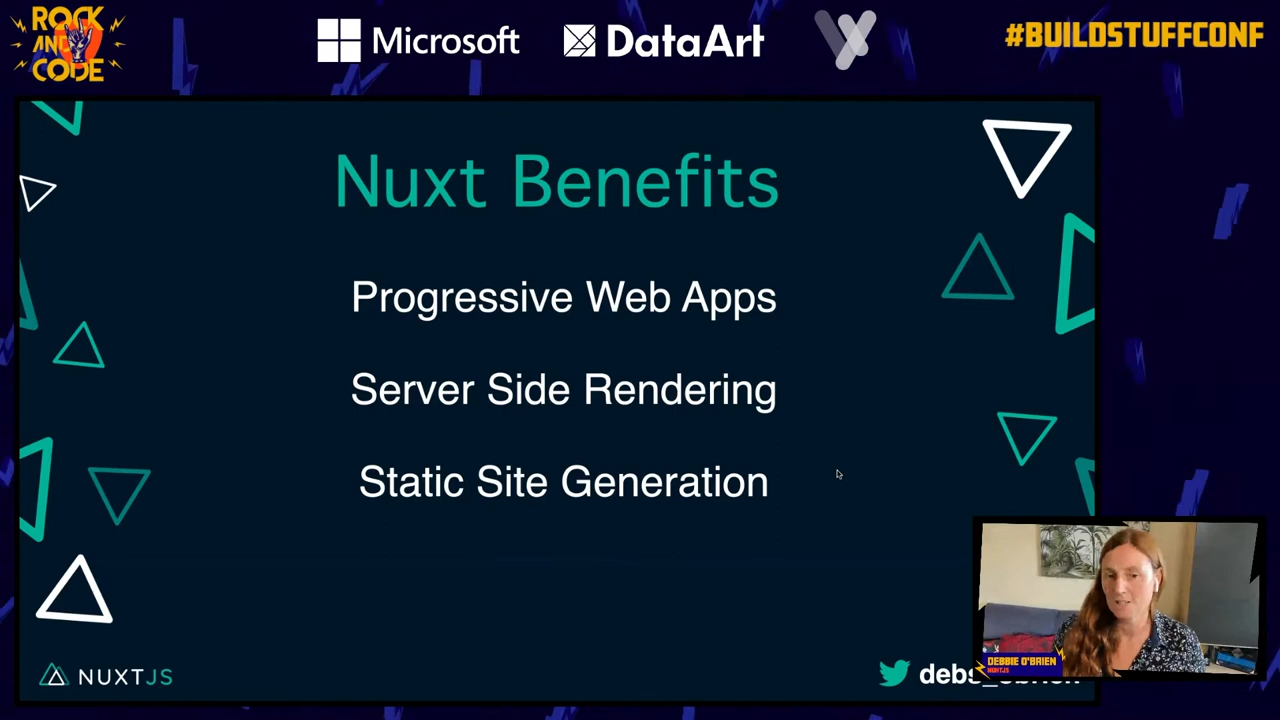 ROCK
AND
CODE
Microsoft
DataArt
#BUILDSTUFFCONF
Nuxt Benefits
Progressive Web Apps
Server Side Rendering
Static Site Generation
NUXTJS
DEBBIE O'BRIEN
NUXTJS